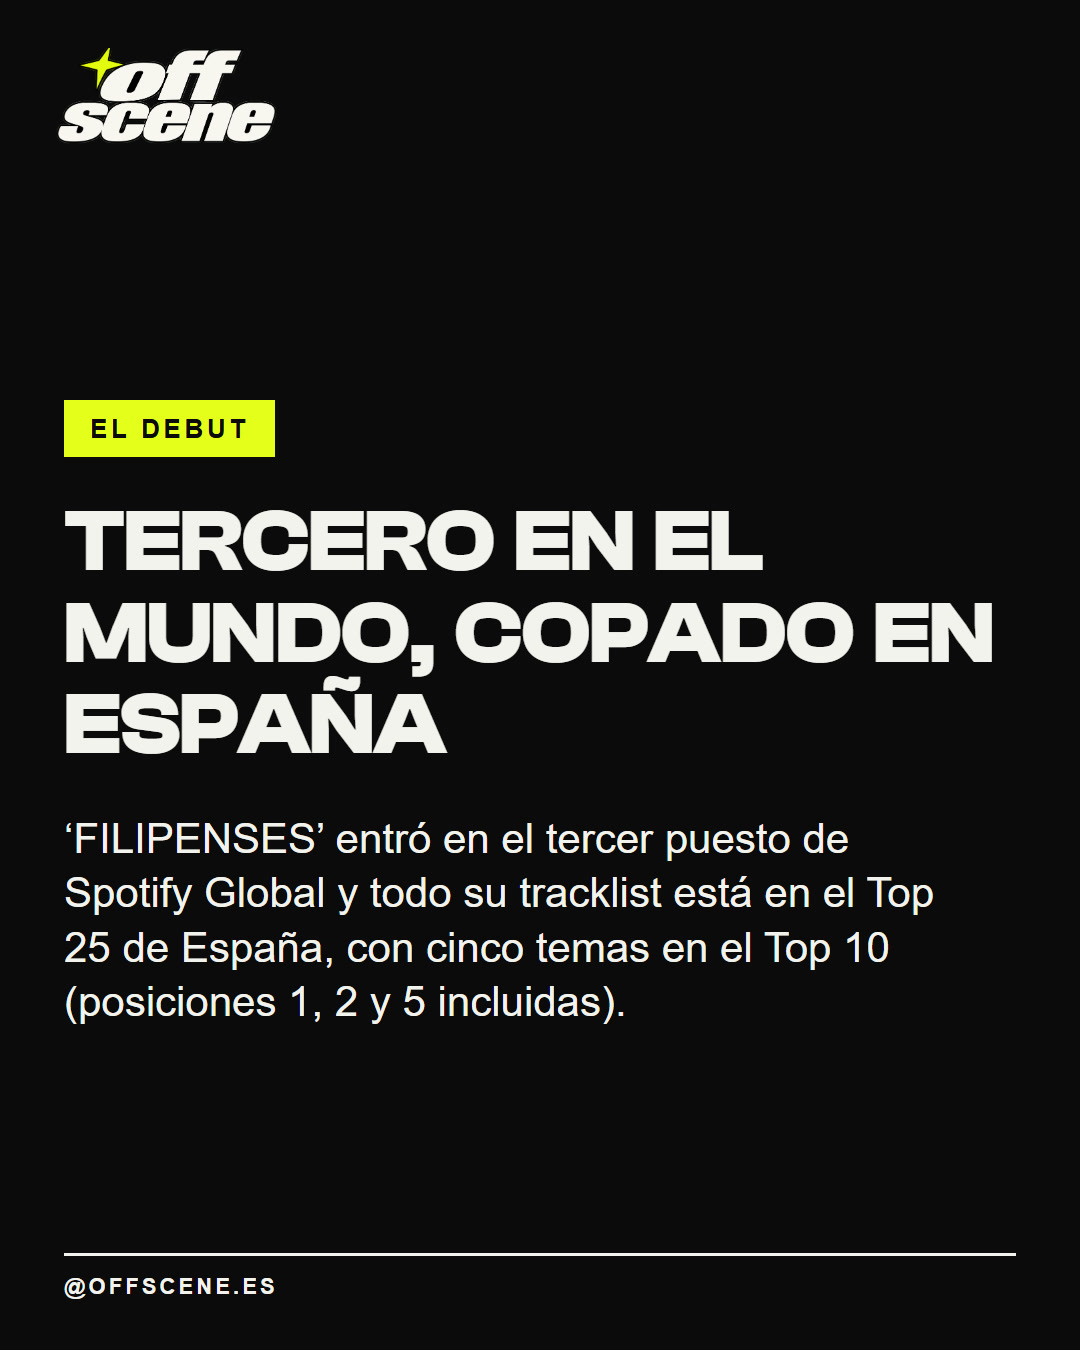 off
scene
EL DEBUT
TERCERO EN EL
MUNDO, COPADO EN
ESPAÑA
‘FILIPENSES’ entró en el tercer puesto de
Spotify Global y todo su tracklist está en el Top
25 de España, con cinco temas en el Top 10
(posiciones 1, 2 y 5 incluidas).
@OFFSCENE.ES